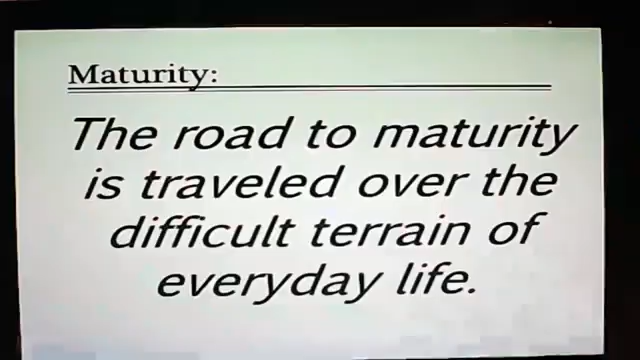 Maturity:
The road to maturity
is traveled over the
difficult terrain of
everyday life.